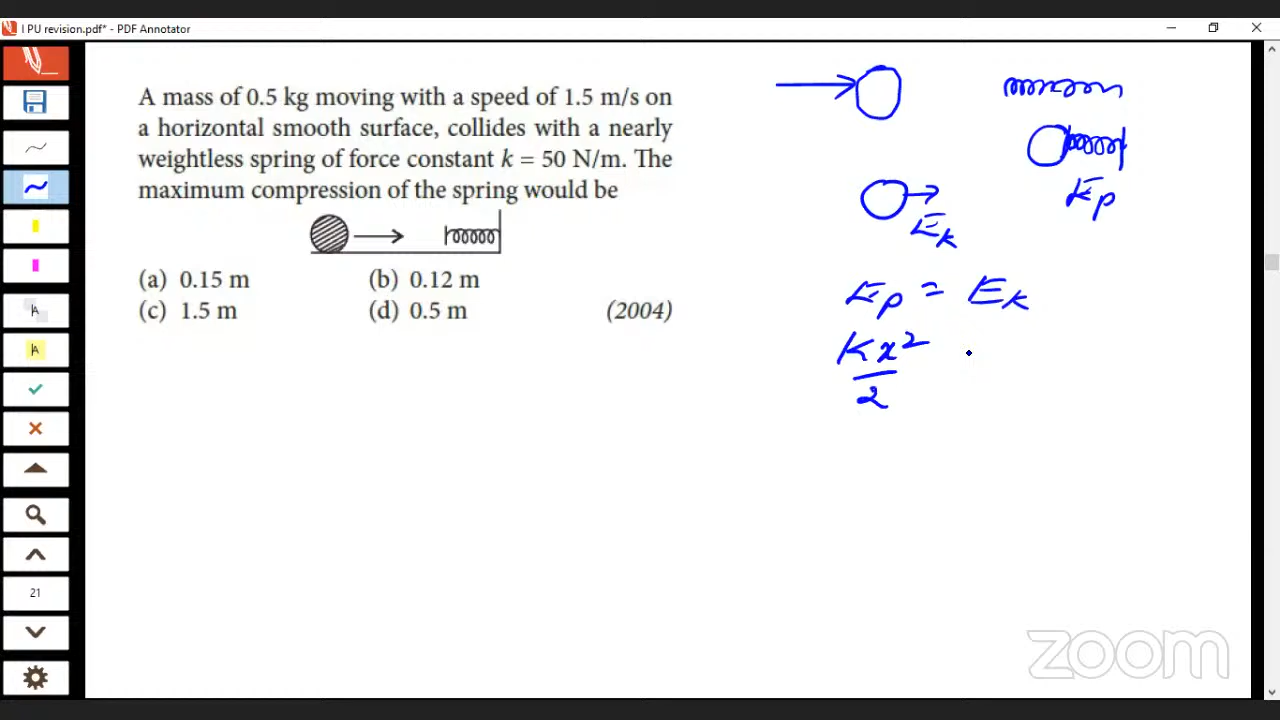 I PU revision.pdf* - PDF Annotator
A mass of 0.5 kg moving with a speed of 1.5 m/s on
a horizontal smooth surface, collides with a nearly
weightless spring of force constant k = 50 N/m. The
maximum compression of the spring would be
(a) 0.15 m (b) 0.12 m
(c) 1.5 m (d) 0.5 m (2004)
Ep
Ek
Ep = Ek
Kx²
2
A
A
21
zoom